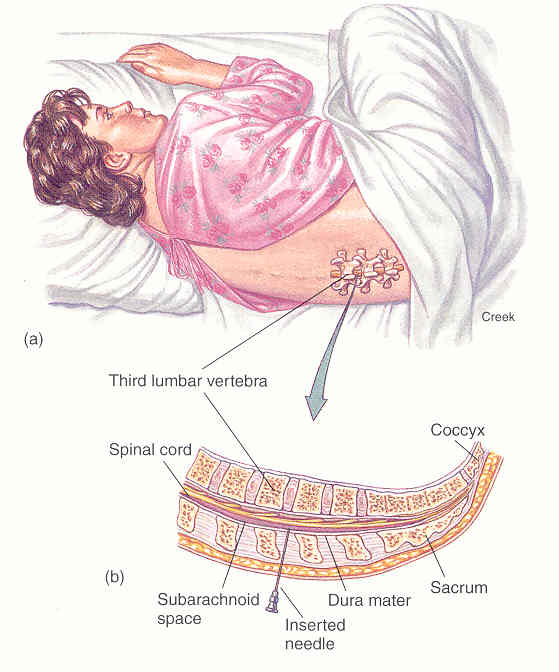 Creek
(a)
Third lumbar vertebra
Coccyx
Spinal cord
(b)
Subarachnoid
space
Inserted
needle
Dura mater
Sacrum